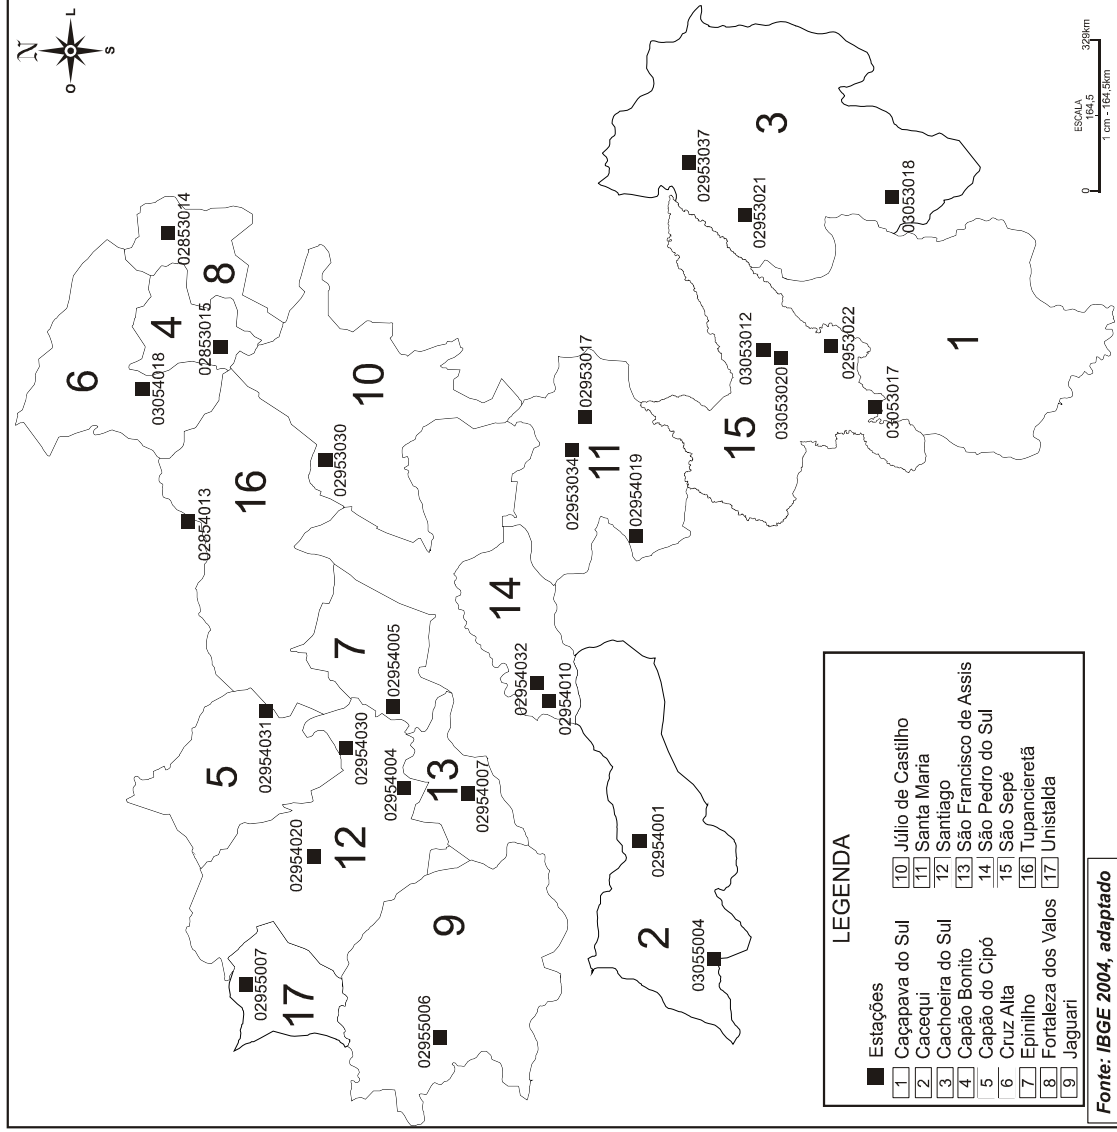 N
L
S
O
6
03054018
4
02853015
8
02853014
02854013
16
02953030
10
5
02954031
7
02954005
02954030
02954004
02954020
12
13
02954007
17
02955007
9
02955006
14
02954032
02954010
11
02953034
02953017
02954019
2
02954001
03055004
15
03053012
03053020
02953022
03053017
3
02953037
02953021
03053018
1
ESCALA
0 164,5 329km
1 cm - 164,5km
LEGENDA
Estações
1 Caçapava do Sul
2 Cacequi
3 Cachoeira do Sul
4 Capão Bonito
5 Capão do Cipó
6 Cruz Alta
7 Epinilho
8 Fortaleza dos Valos
9 Jaguari
10 Júlio de Castilho
11 Santa Maria
12 Santiago
13 São Francisco de Assis
14 São Pedro do Sul
15 São Sepé
16 Tupancieretã
17 Unistalda
Fonte: IBGE 2004, adaptado